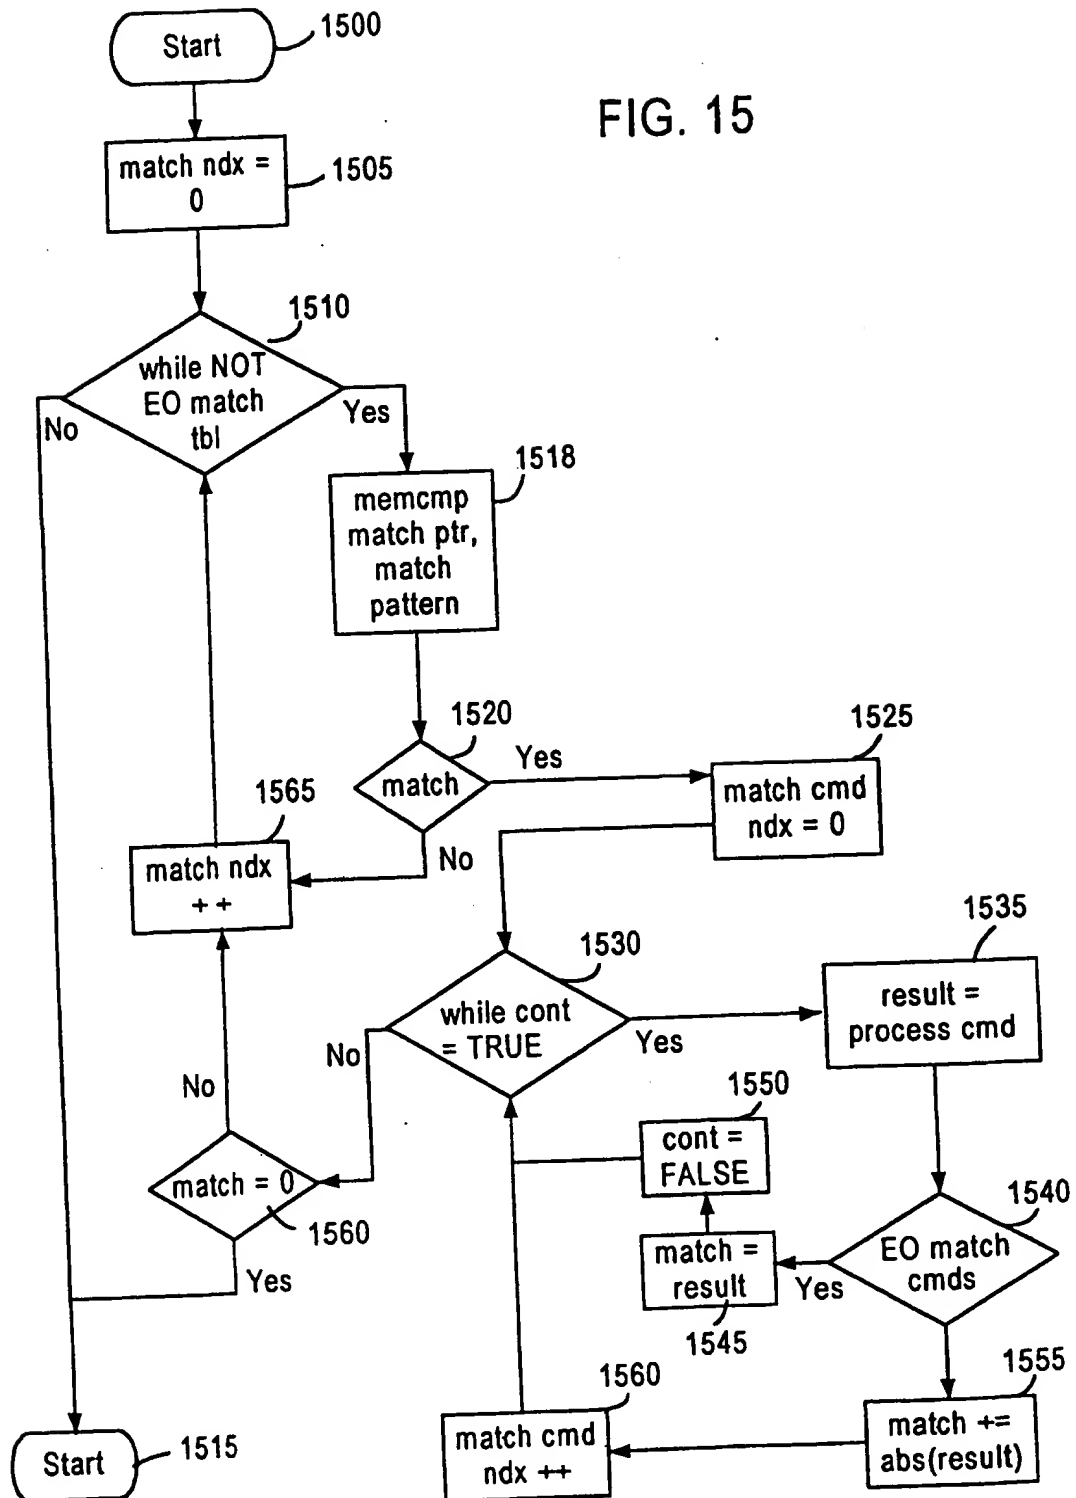 Start
1500
FIG. 15
match ndx =
0
1505
1510
while NOT
EO match
tbl
No
Yes
1518
memcmp
match ptr,
match
pattern
1520
match
Yes
No
1525
match cmd
ndx = 0
1565
match ndx
++
1530
while cont
= TRUE
Yes
No
1535
result =
process cmd
No
match = 0
1560
Yes
1550
cont =
FALSE
1540
EO match
cmds
Yes
match =
result
1545
1555
match +=
abs(result)
1560
match cmd
ndx ++
Start
1515